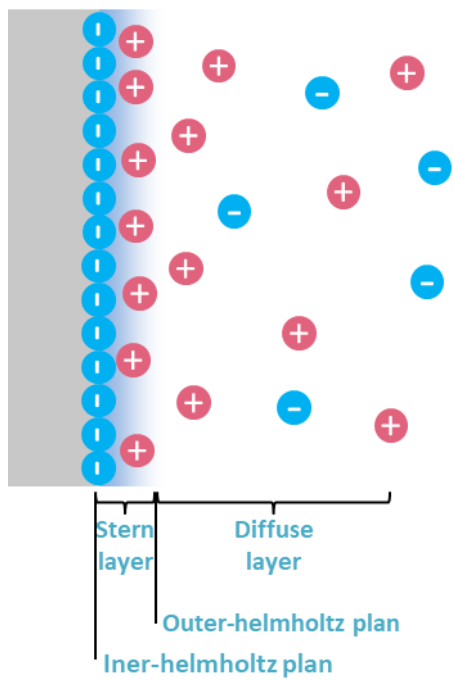 Stern
layer
Diffuse
layer
Outer-helmholtz plan
Iner-helmholtz plan